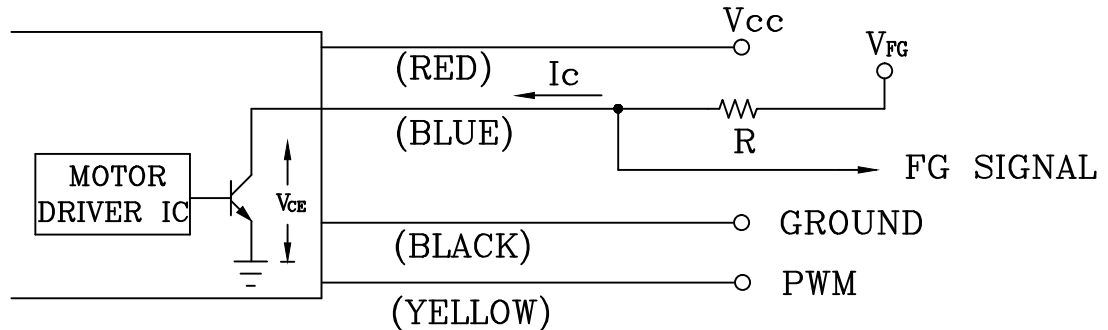 Vcc
VFG
(RED)
Ic
(BLUE)
R
FG SIGNAL
MOTOR
DRIVER IC
VCE
(BLACK)
GROUND
(YELLOW)
PWM